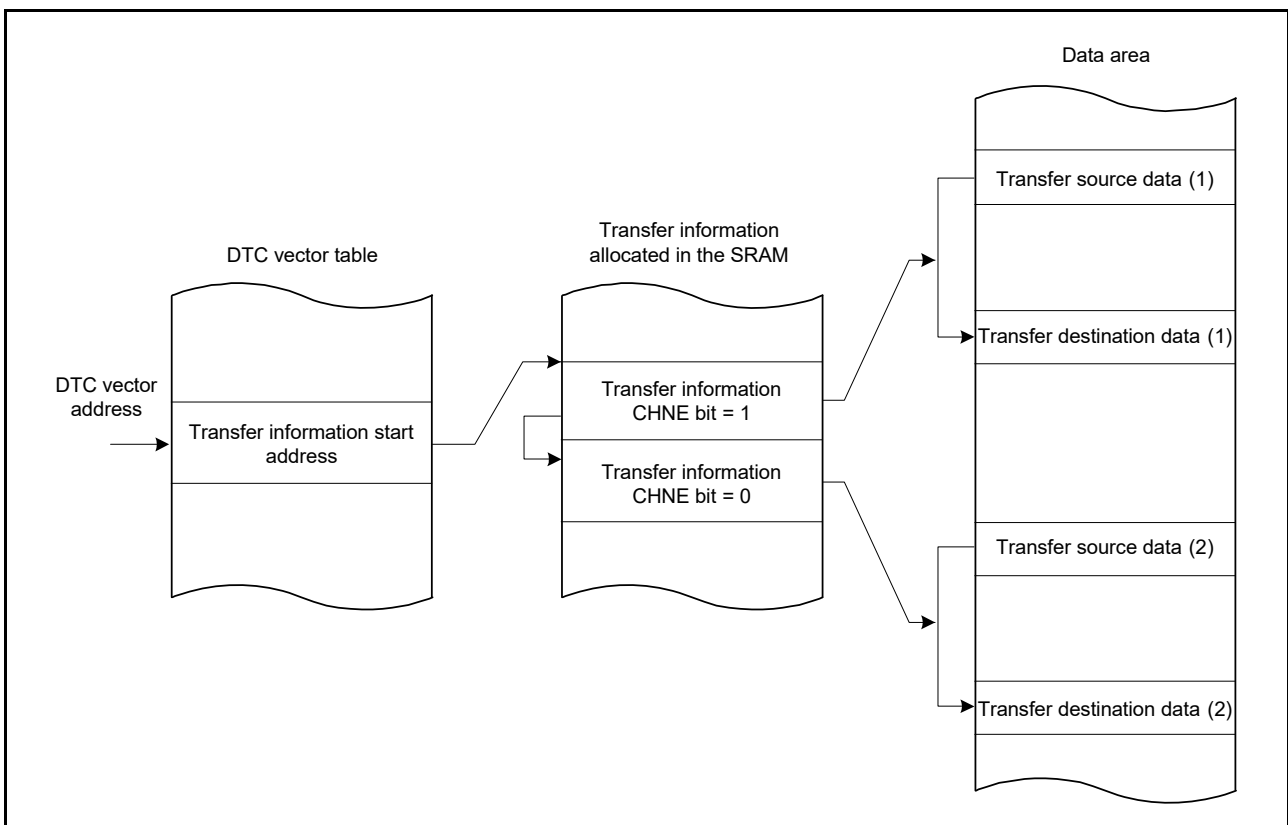 Data area
Transfer source data (1)
Transfer information
allocated in the SRAM
DTC vector table
Transfer destination data (1)
DTC vector
address
Transfer information
CHNE bit = 1
Transfer information start
address
Transfer information
CHNE bit = 0
Transfer source data (2)
Transfer destination data (2)